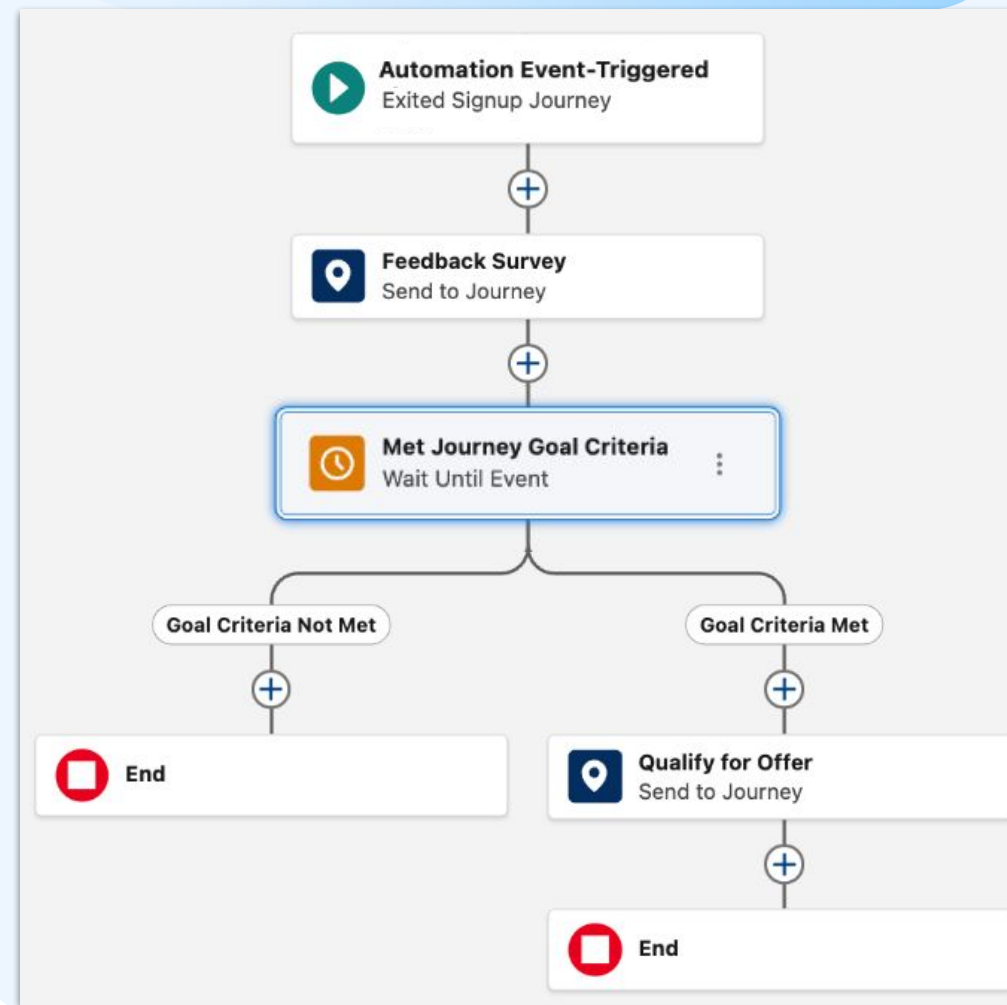 Automation Event-Triggered
Exited Signup Journey
Feedback Survey
Send to Journey
Met Journey Goal Criteria
Wait Until Event
Goal Criteria Not Met
Goal Criteria Met
End
Qualify for Offer
Send to Journey
End